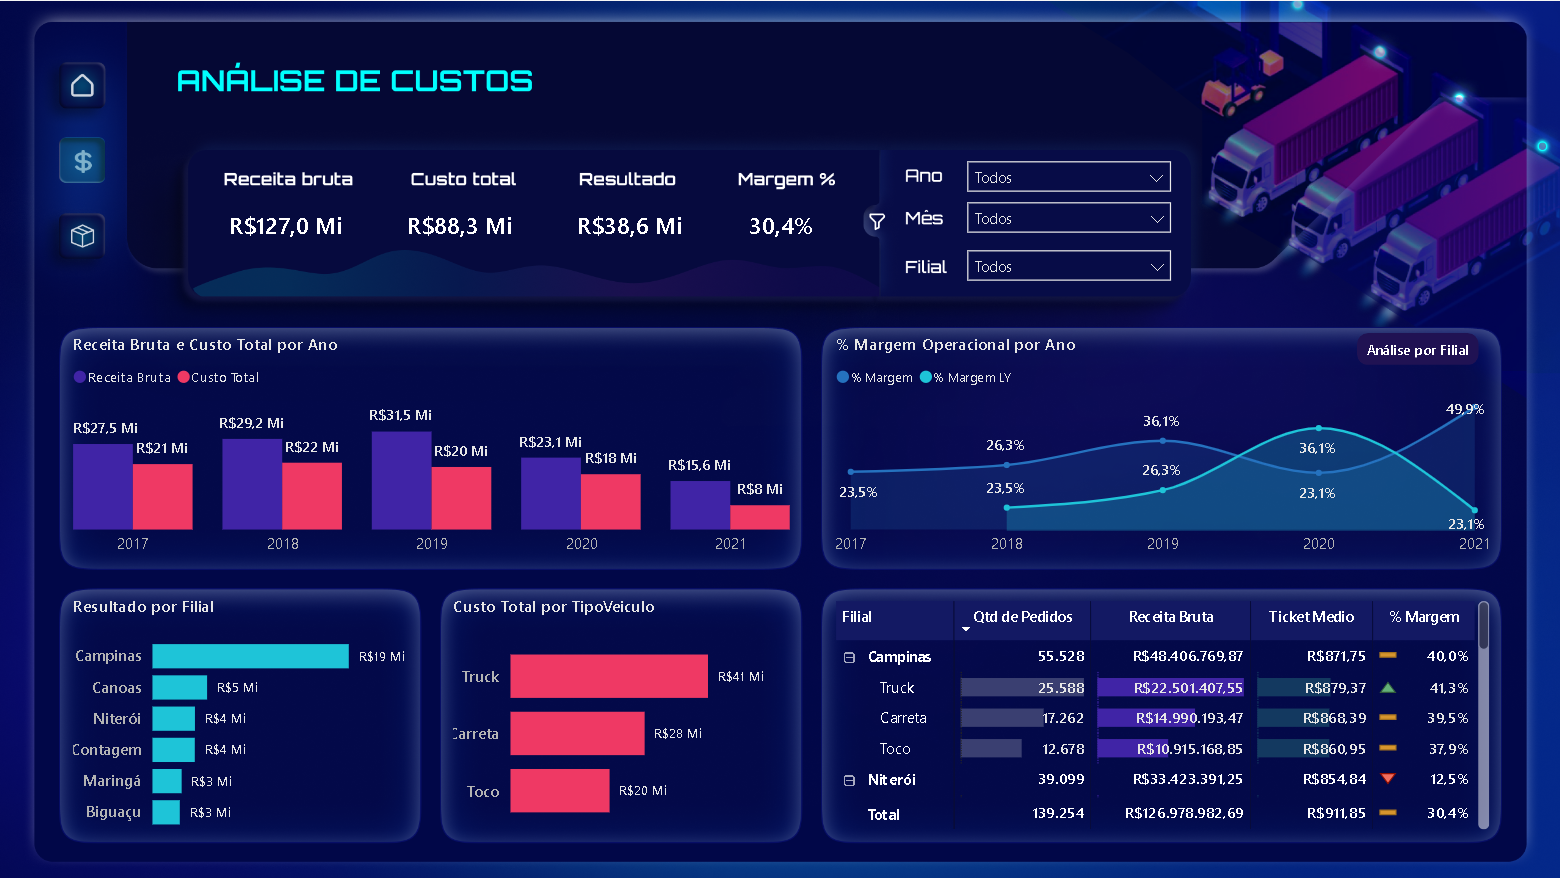 ANÁLISE DE CUSTOS
Receita bruta Custo total Resultado Margem %
R$127,0 Mi R$88,3 Mi R$38,6 Mi 30,4%
Ano Todos
Mês Todos
Filial Todos
Receita Bruta e Custo Total por Ano
Receita Bruta Custo Total
R$27,5 Mi R$21 Mi R$29,2 Mi R$22 Mi R$31,5 Mi R$20 Mi R$23,1 Mi R$18 Mi R$15,6 Mi R$8 Mi
2017 2018 2019 2020 2021
% Margem Operacional por Ano
Análise por Filial
% Margem % Margem LY
23,5% 26,3% 36,1% 23,1% 49,9%
23,5% 26,3% 36,1% 23,1%
2017 2018 2019 2020 2021
Resultado por Filial
Campinas R$19 Mi
Canoas R$5 Mi
Niterói R$4 Mi
Contagem R$4 Mi
Maringá R$3 Mi
Biguaçu R$3 Mi
Custo Total por TipoVeiculo
Truck R$41 Mi
Carreta R$28 Mi
Toco R$20 Mi
Filial Qtd de Pedidos Receita Bruta Ticket Medio % Margem
Campinas 55.528 R$48.406.769,87 R$871,75 40,0%
Truck 25.588 R$22.501.407,55 R$879,37 41,3%
Carreta 17.262 R$14.990.193,47 R$868,39 39,5%
Toco 12.678 R$10.915.168,85 R$860,95 37,9%
Niterói 39.099 R$33.423.391,25 R$854,84 12,5%
Total 139.254 R$126.978.982,69 R$911,85 30,4%